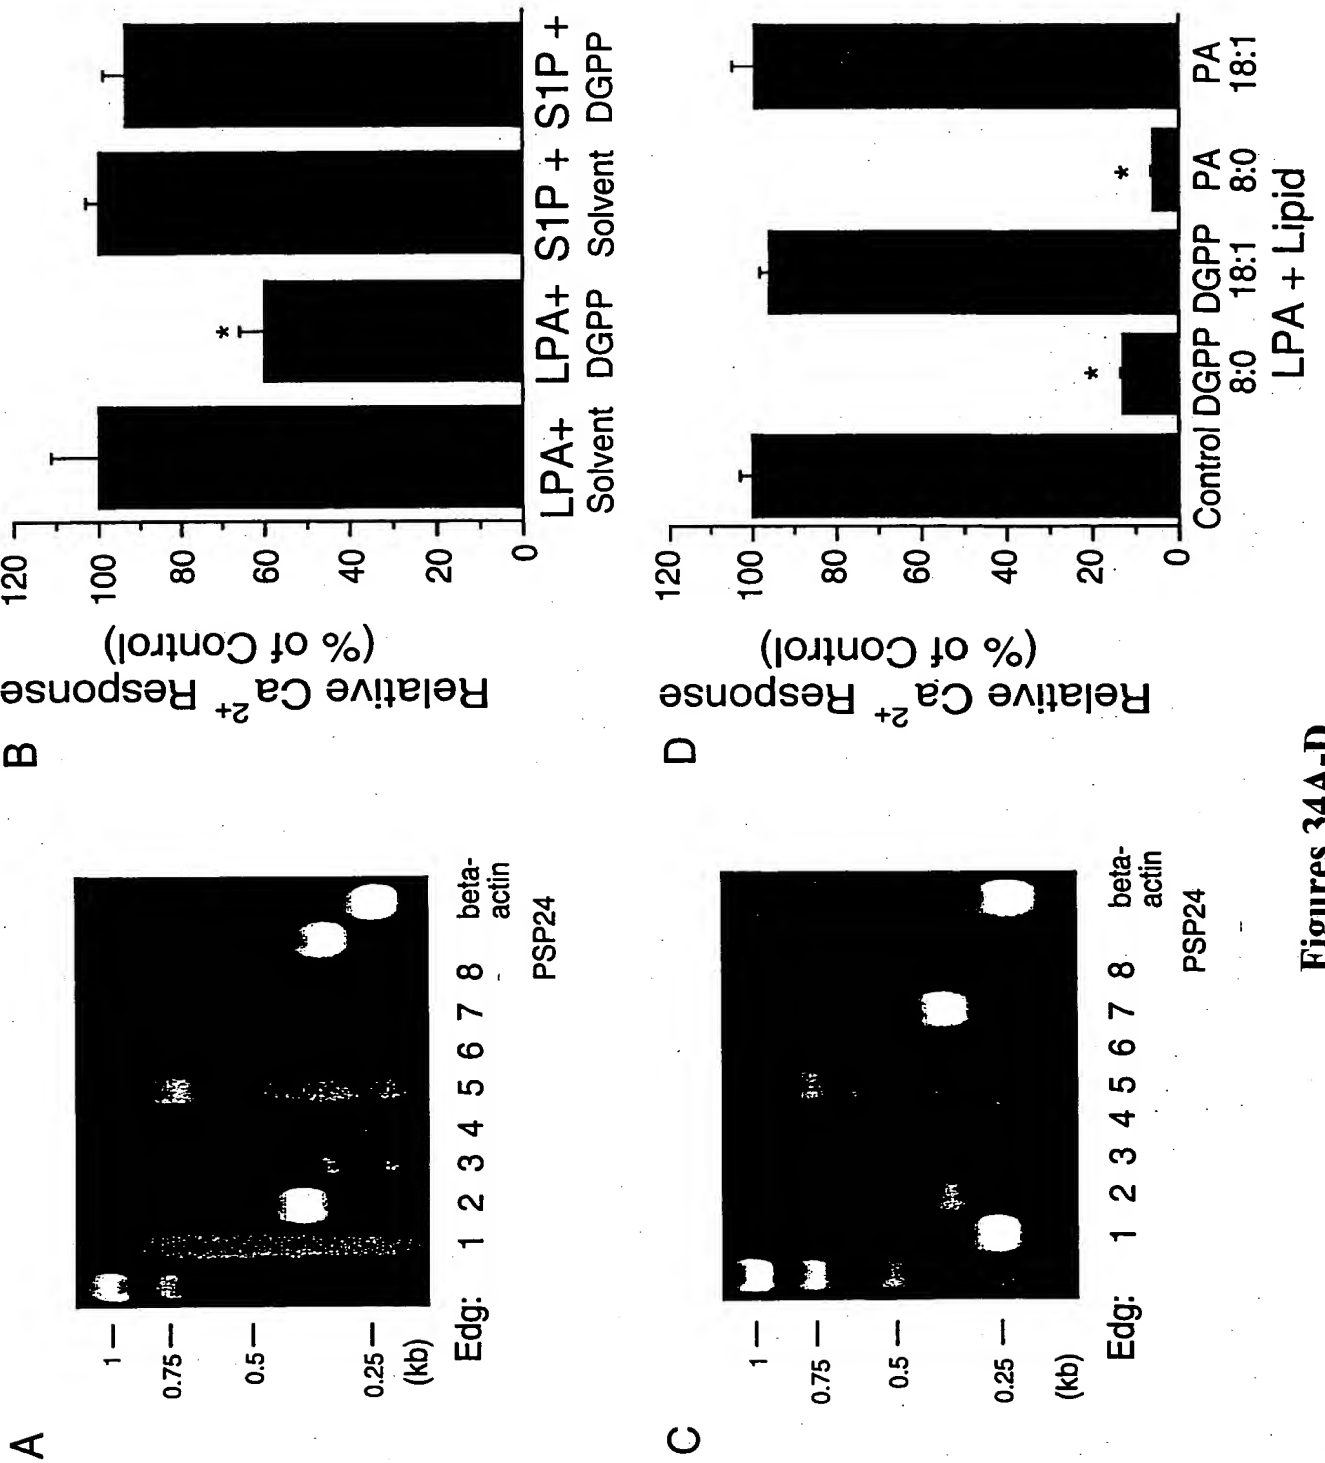 A
1
0.75
0.5
0.25
(kb)
Edg: 1 2 3 4 5 6 7 8 beta-
actin
PSP24
B
Relative Ca2+ Response
(% of Control)
120
100
80
60
40
20
0
LPA+ LPA+ S1P + S1P +
Solvent DGPP Solvent DGPP
*
C
1
0.75
0.5
0.25
(kb)
Edg: 1 2 3 4 5 6 7 8 beta-
actin
PSP24
D
Relative Ca2+ Response
(% of Control)
120
100
80
60
40
20
0
* *
Control DGPP DGPP PA PA
8:0 18:1 8:0 18:1
LPA + Lipid
Figures 34A-D